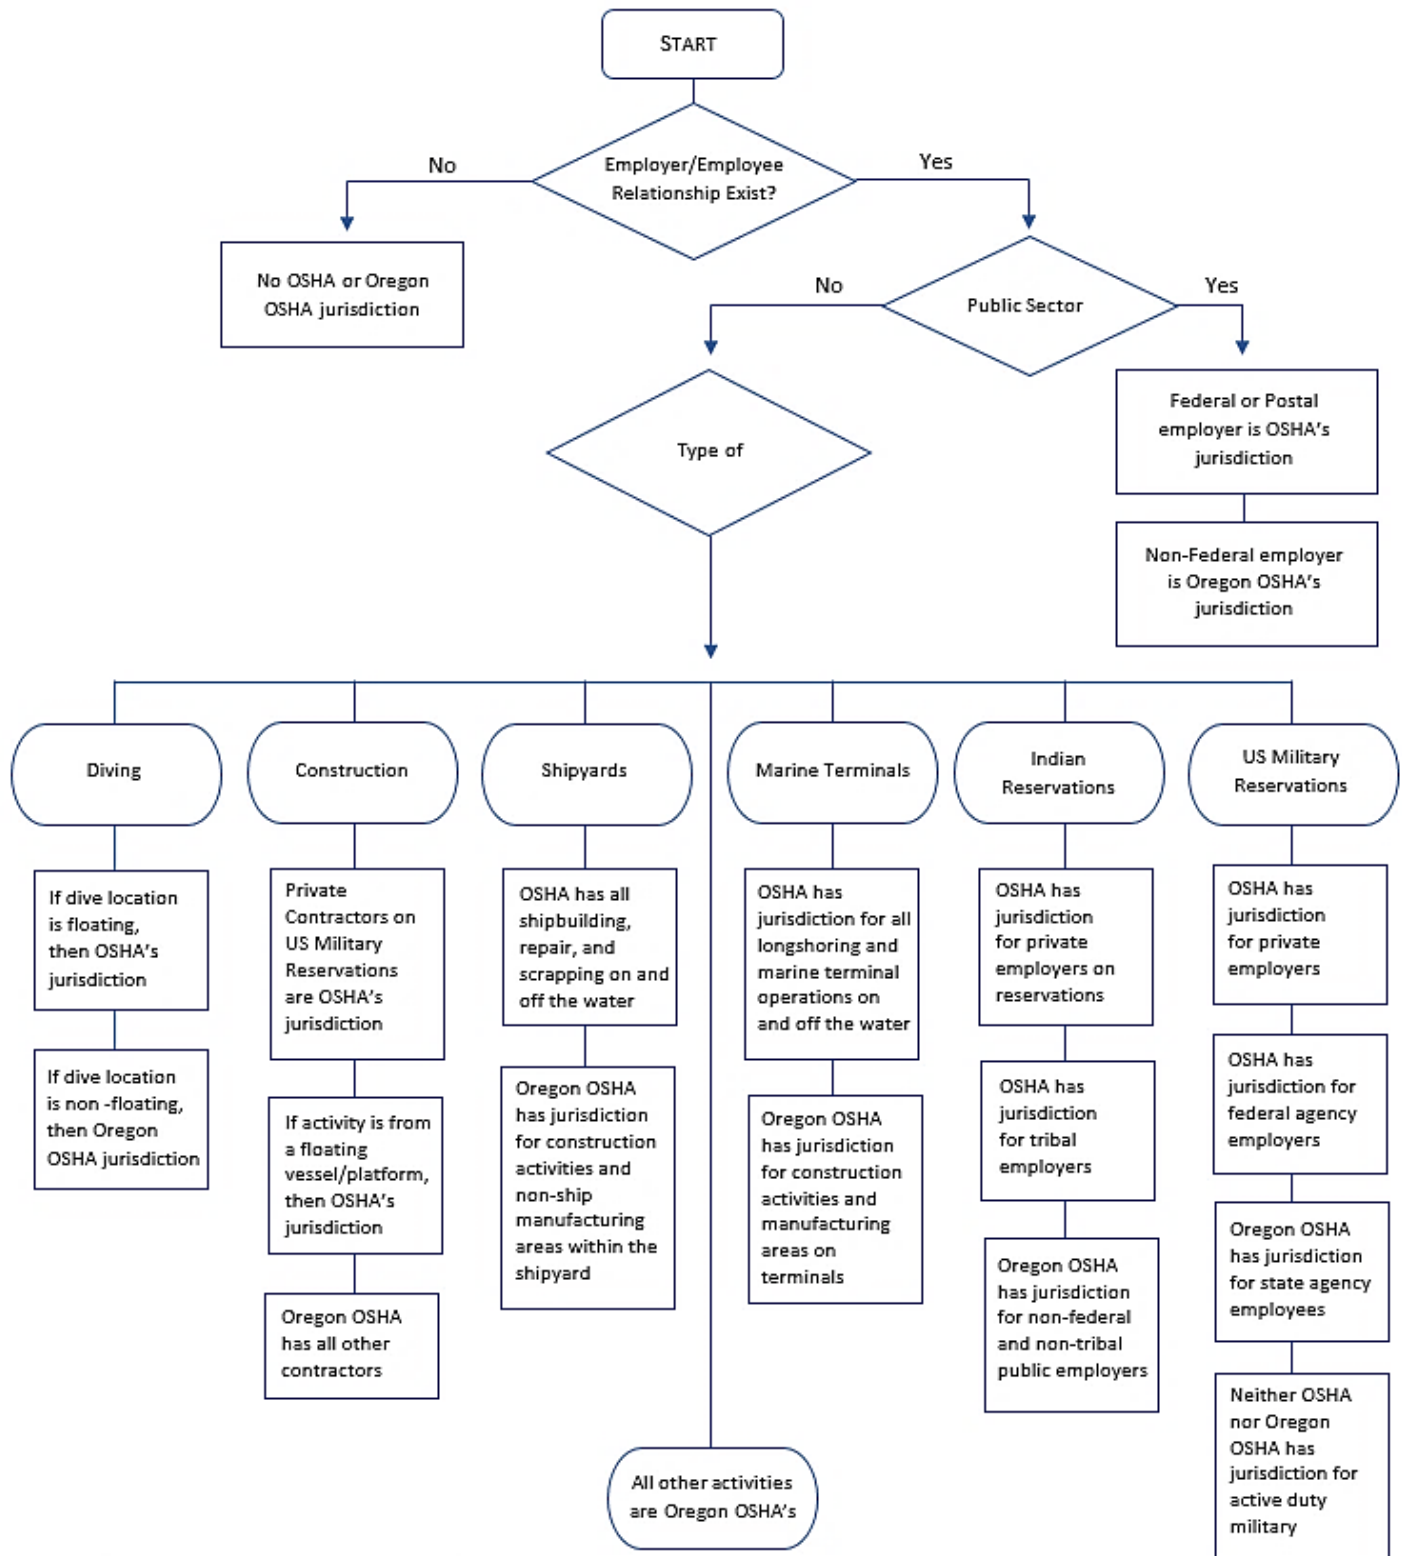 START
Employer/Employee
Relationship Exist?
No
Yes
No OSHA or Oregon
OSHA jurisdiction
Public Sector
No
Yes
Federal or Postal
employer is OSHA's
jurisdiction
Non-Federal employer
is Oregon OSHA's
jurisdiction
Type of
Diving
If dive location
is floating,
then OSHA's
jurisdiction
If dive location
is non -floating,
then Oregon
OSHA jurisdiction
Construction
Private
Contractors on
US Military
Reservations
are OSHA's
jurisdiction
If activity is from
a floating
vessel/platform,
then OSHA's
jurisdiction
Oregon OSHA
has all other
contractors
Shipyards
OSHA has all
shipbuilding,
repair, and
scrapping on and
off the water
Oregon OSHA
has jurisdiction
for construction
activities and
non-ship
manufacturing
areas within the
shipyard
All other activities
are Oregon OSHA's
Marine Terminals
OSHA has
jurisdiction for all
longshoring and
marine terminal
operations on
and off the water
Oregon OSHA
has jurisdiction
for construction
activities and
manufacturing
areas on
terminals
Indian
Reservations
OSHA has
jurisdiction
for private
employers on
reservations
OSHA has
jurisdiction
for tribal
employers
Oregon OSHA
has jurisdiction
for non-federal
and non-tribal
public employers
US Military
Reservations
OSHA has
jurisdiction
for private
employers
OSHA has
jurisdiction for
federal agency
employers
Oregon OSHA
has jurisdiction
for state agency
employees
Neither OSHA
nor Oregon
OSHA has
jurisdiction for
active duty
military